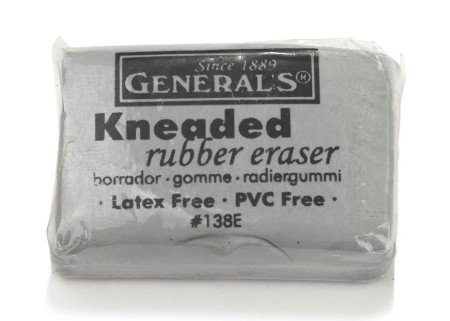 Since 1889
GENERAL'S®
Kneaded
rubber eraser
borrador · gomme · radiergummi
· Latex Free · PVC Free ·
#138E